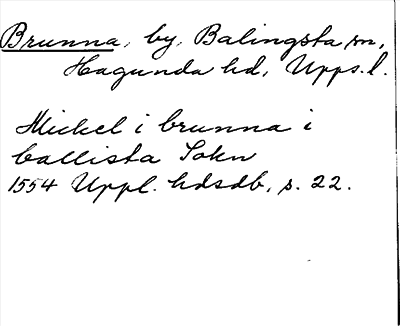 Brunna, by, Balingsta sn,
Hagunda hd, Upps. l.
Mickel i brunna i
ballista Sokn
1554 Uppl. hdsdb, s. 22.